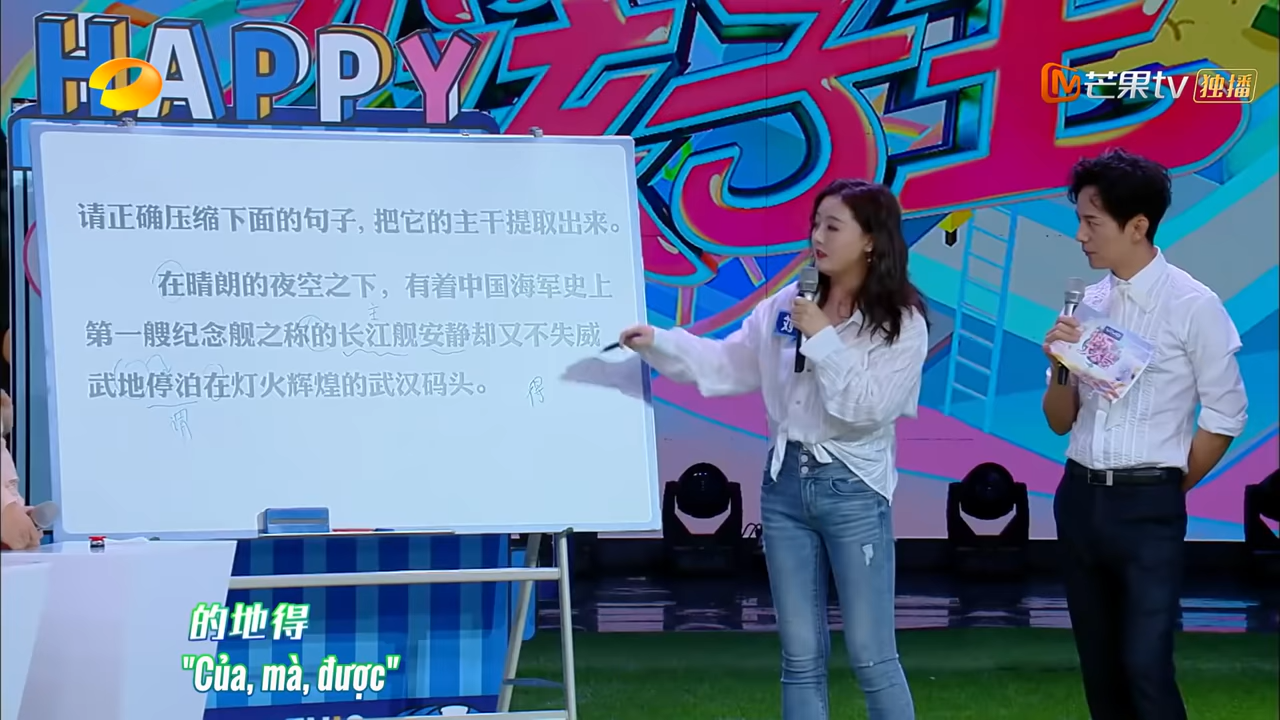 HAPPY
芒果tv 独播
请正确压缩下面的句子, 把它的主干提取出来。
在晴朗的夜空之下，有着中国海军史上
第一艘纪念舰之称的长江舰安静却又不失威
武地停泊在灯火辉煌的武汉码头。
主
谓
得
刘
的地得
"Của, mà, được"